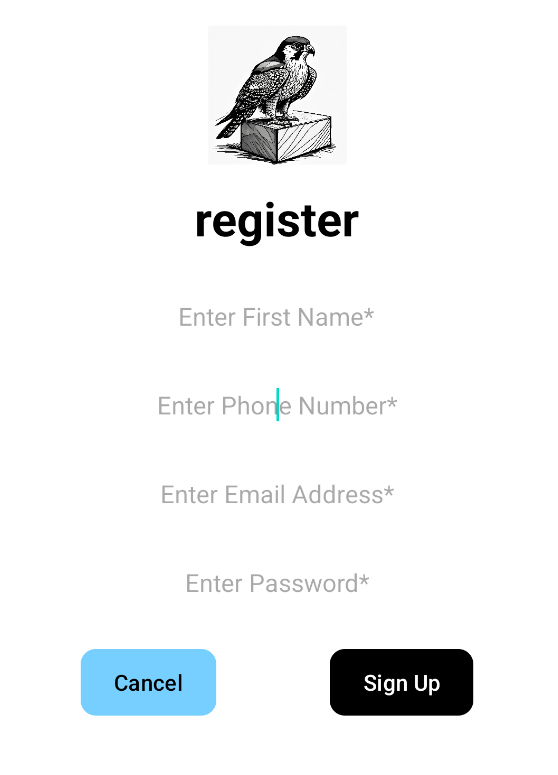 register
Enter First Name*
Enter Phone Number*
Enter Email Address*
Enter Password*
Cancel
Sign Up